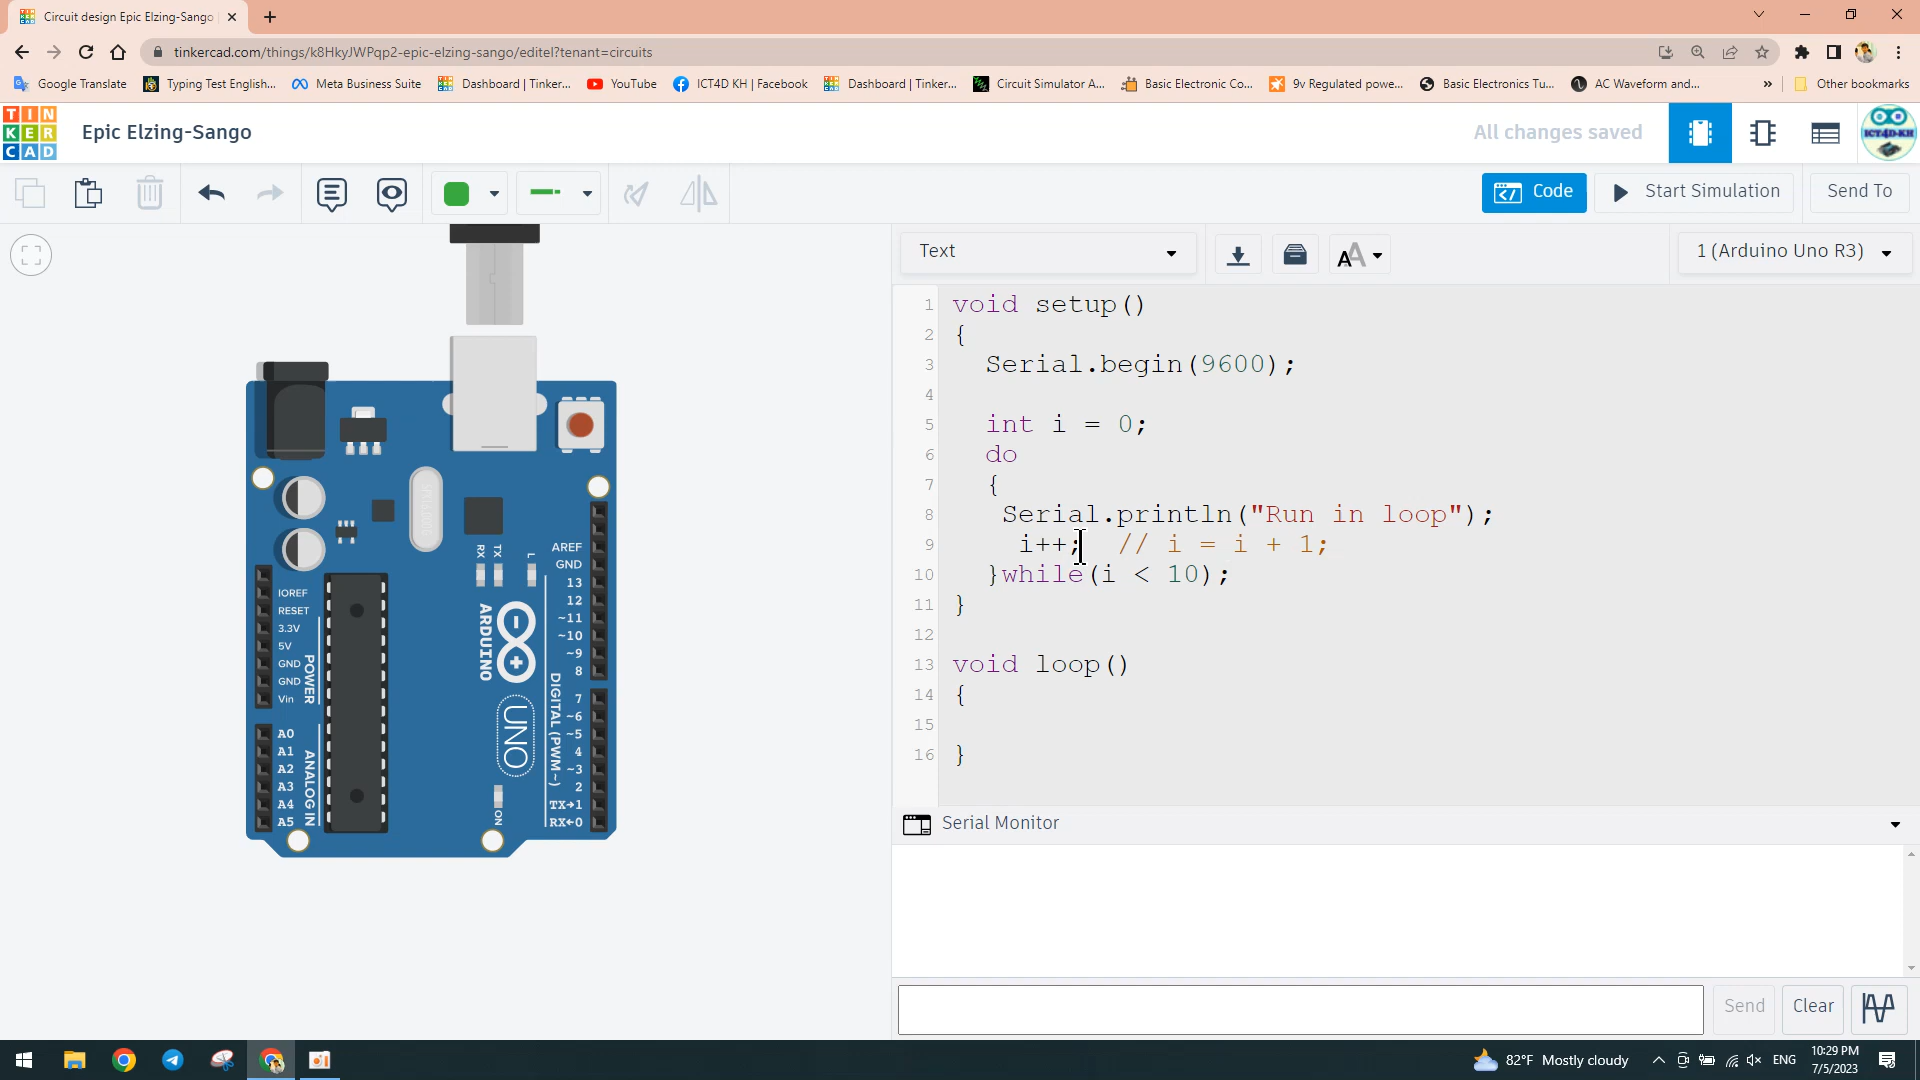 Circuit design Epic Elzing-Sango
tinkercad.com/things/k8HkyJWPqp2-epic-elzing-sango/editel?tenant=circuits
Google Translate
Typing Test English...
Meta Business Suite
Dashboard | Tinker...
YouTube
ICT4D KH | Facebook
Dashboard | Tinker...
Circuit Simulator A...
Basic Electronic Co...
9v Regulated powe...
Basic Electronics Tu...
AC Waveform and...
»
Other bookmarks
TIN
KER
CAD
Epic Elzing-Sango
All changes saved
ICT4D-KH
Code
Start Simulation
Send To
Text
1 (Arduino Uno R3)
1 void setup()
2 {
3 Serial.begin(9600);
4
5 int i = 0;
6 do
7 {
8 Serial.println("Run in loop");
9 i++; // i = i + 1;
10 }while(i < 10);
11 }
12
13 void loop()
14 {
15
16 }
AREF
GND
13
12
~11
~10
~9
8
7
~6
~5
4
~3
2
TX→1
RX←0
DIGITAL (PWM~)
RX
TX
L
ARDUINO
UNO
ON
IOREF
RESET
3.3V
5V
GND
GND
Vin
POWER
A0
A1
A2
A3
A4
A5
ANALOG IN
Serial Monitor
Send
Clear
82°F Mostly cloudy
ENG
10:29 PM
7/5/2023